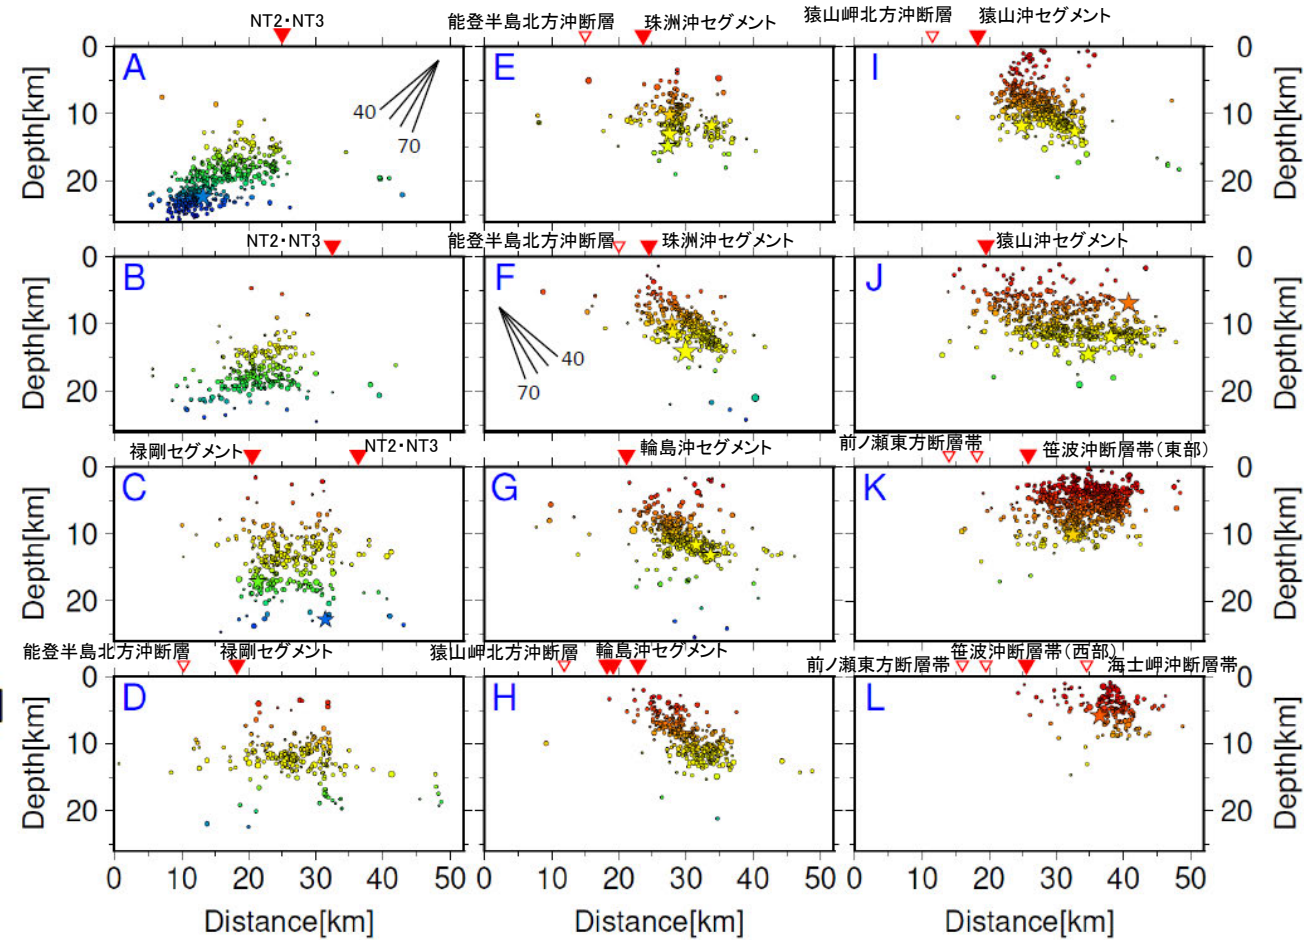 NT2・NT3
能登半島北方沖断層
珠洲沖セグメント
猿山岬北方沖断層
猿山沖セグメント
0
A
E
I
0
Depth[km]
10
40
70
10
Depth[km]
20
20
NT2・NT3
能登半島北方沖断層
珠洲沖セグメント
猿山沖セグメント
0
B
F
J
0
Depth[km]
10
40
70
10
Depth[km]
20
20
禄剛セグメント
NT2・NT3
輪島沖セグメント
前ノ瀬東方断層帯
笹波沖断層帯(東部)
0
C
G
K
0
Depth[km]
10
10
Depth[km]
20
20
能登半島北方沖断層
禄剛セグメント
猿山岬北方沖断層
輪島沖セグメント
前ノ瀬東方断層帯
笹波沖断層帯(西部)
海士岬沖断層帯
0
D
H
L
0
Depth[km]
10
10
Depth[km]
20
20
0 10 20 30 40 50
0 10 20 30 40 50
0 10 20 30 40 50
Distance[km]
Distance[km]
Distance[km]